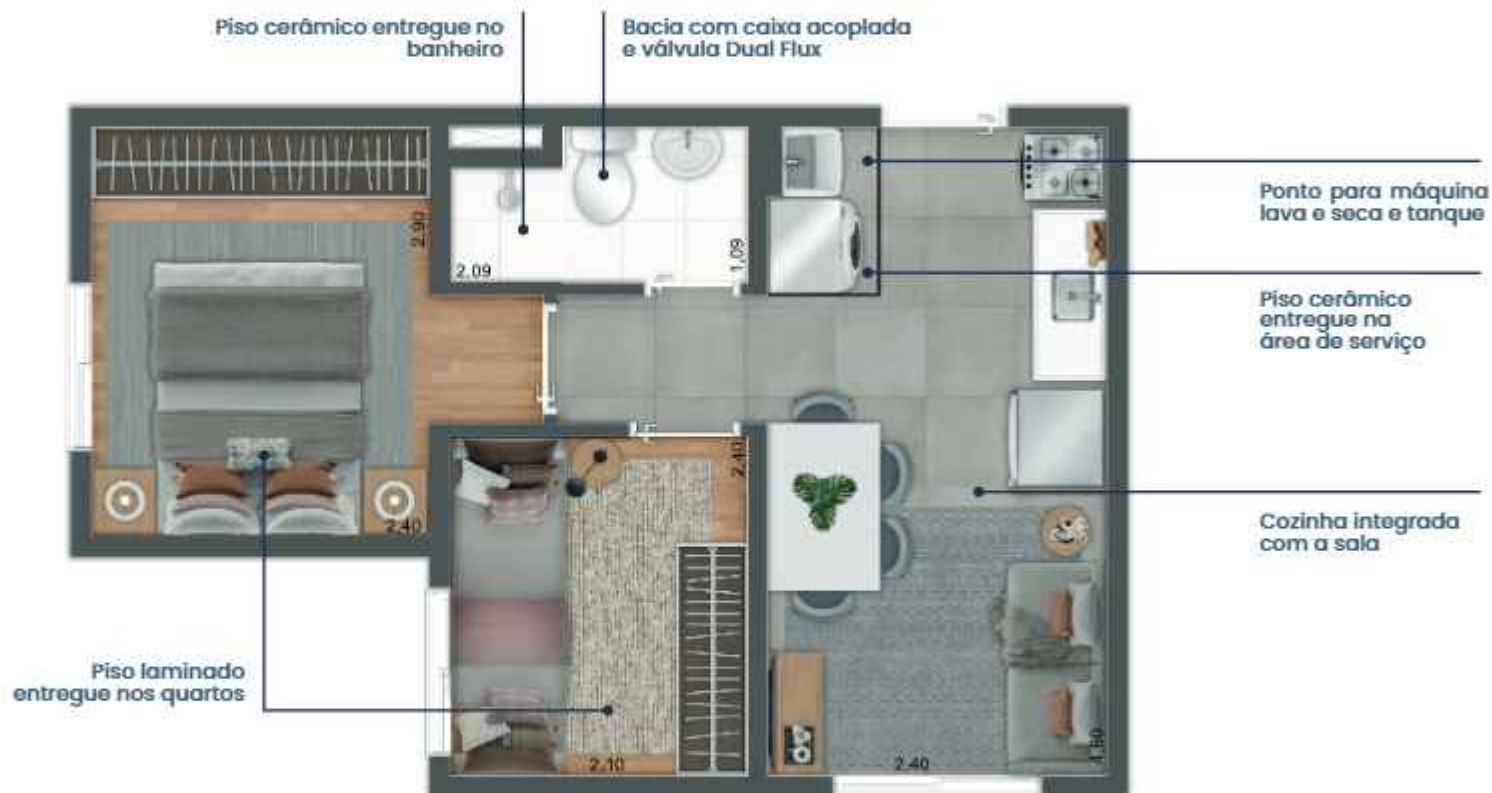 Piso cerâmico entregue no
banheiro
Bacia com caixa acoplada
e válvula Dual Flux
Ponto para máquina
lava e seca e tanque
Piso cerâmico
entregue na
área de serviço
Cozinha integrada
com a sala
Piso laminado
entregue nos quartos
2,90
2,09
1,09
2,40
2,40
2,10
2,40
4,60